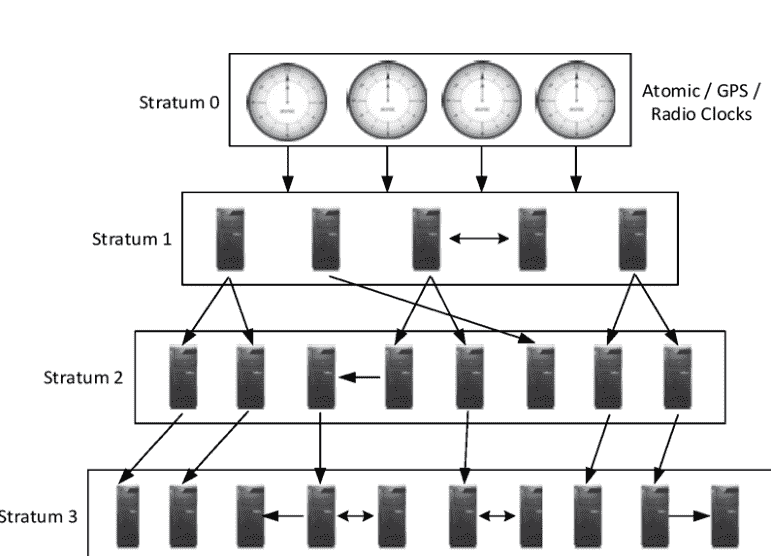 Stratum 0
Atomic / GPS /
Radio Clocks
Stratum 1
Stratum 2
Stratum 3